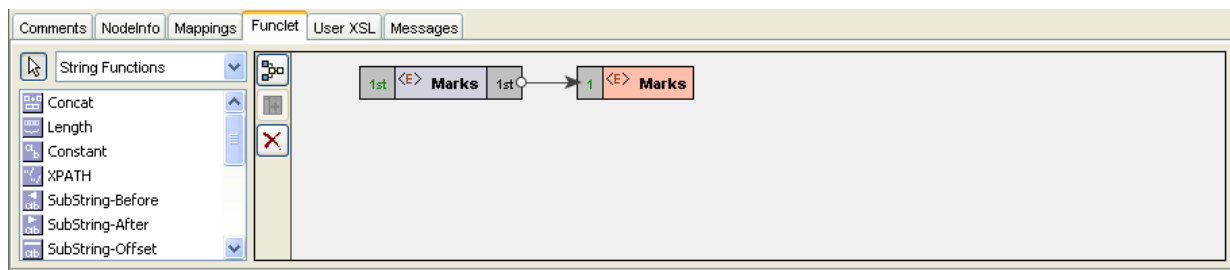 Comments NodeInfo Mappings Funclet User XSL Messages
String Functions
1st <E> Marks 1st 1 <E> Marks
Concat
Length
Constant
XPATH
SubString-Before
SubString-After
SubString-Offset